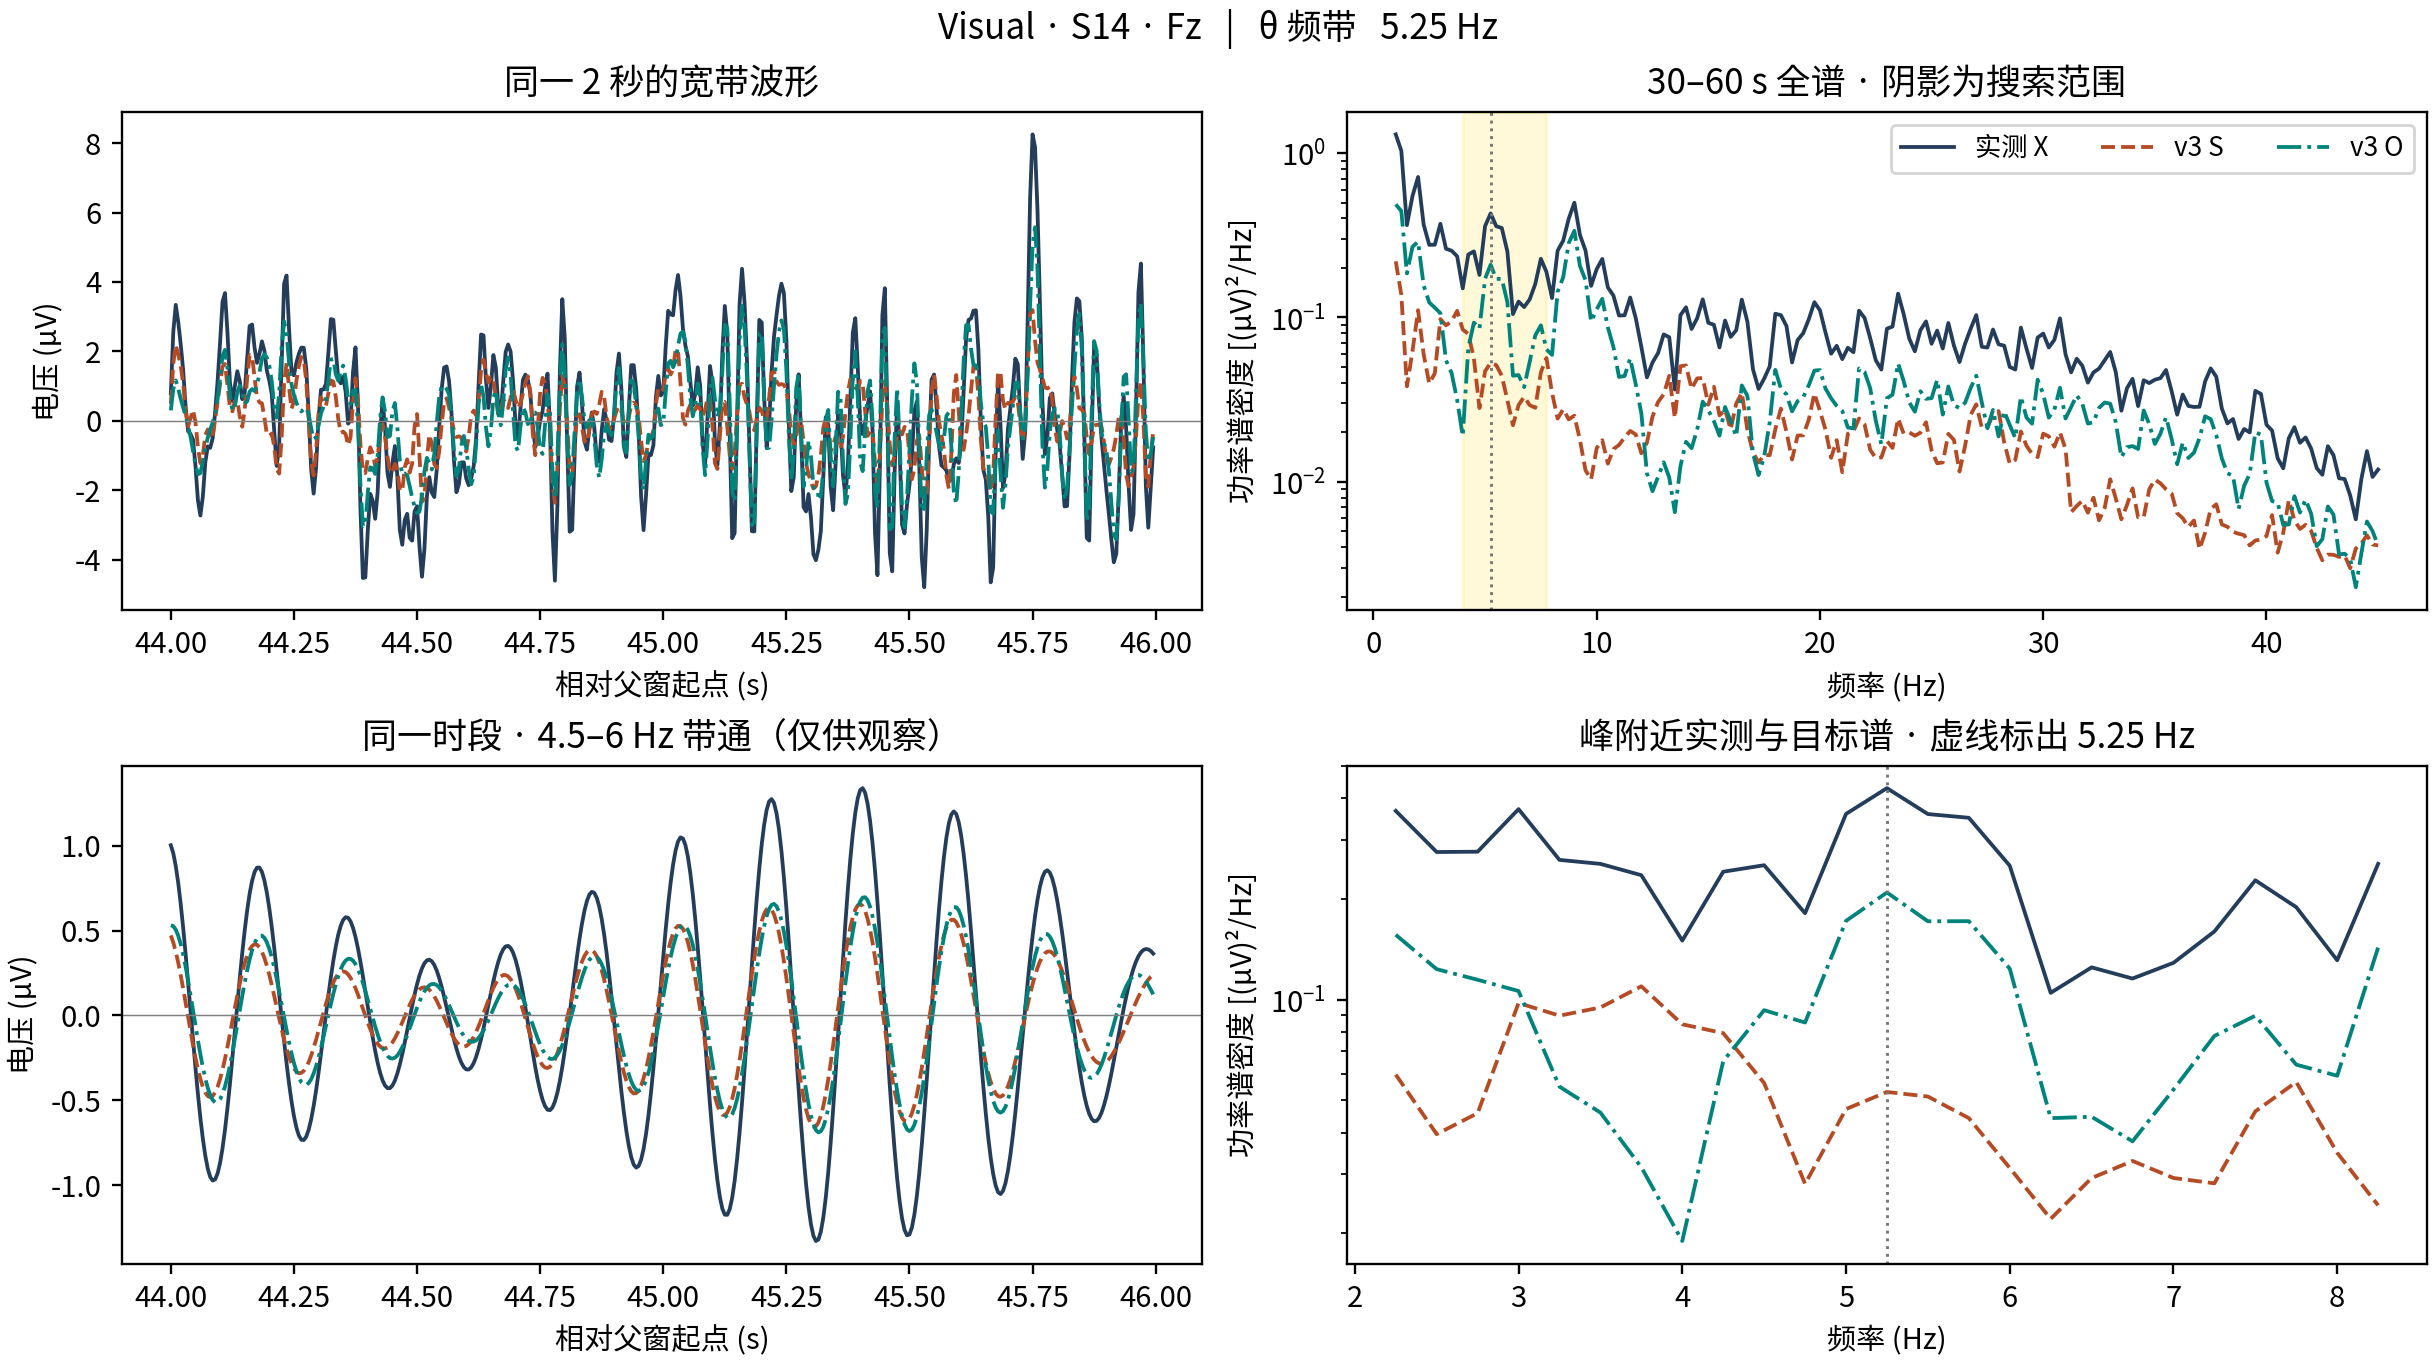 Visual · S14 · Fz | θ 频带 5.25 Hz
同一 2 秒的宽带波形
电压 (μV)
8
6
4
2
0
-2
-4
44.00 44.25 44.50 44.75 45.00 45.25 45.50 45.75 46.00
相对父窗起点 (s)
30–60 s 全谱 · 阴影为搜索范围
实测 X v3 S v3 O
功率谱密度 [(μV)²/Hz]
10⁰
10⁻¹
10⁻²
0 10 20 30 40
频率 (Hz)
同一时段 · 4.5–6 Hz 带通（仅供观察）
电压 (μV)
1.0
0.5
0.0
-0.5
-1.0
44.00 44.25 44.50 44.75 45.00 45.25 45.50 45.75 46.00
相对父窗起点 (s)
峰附近实测与目标谱 · 虚线标出 5.25 Hz
功率谱密度 [(μV)²/Hz]
10⁻¹
2 3 4 5 6 7 8
频率 (Hz)